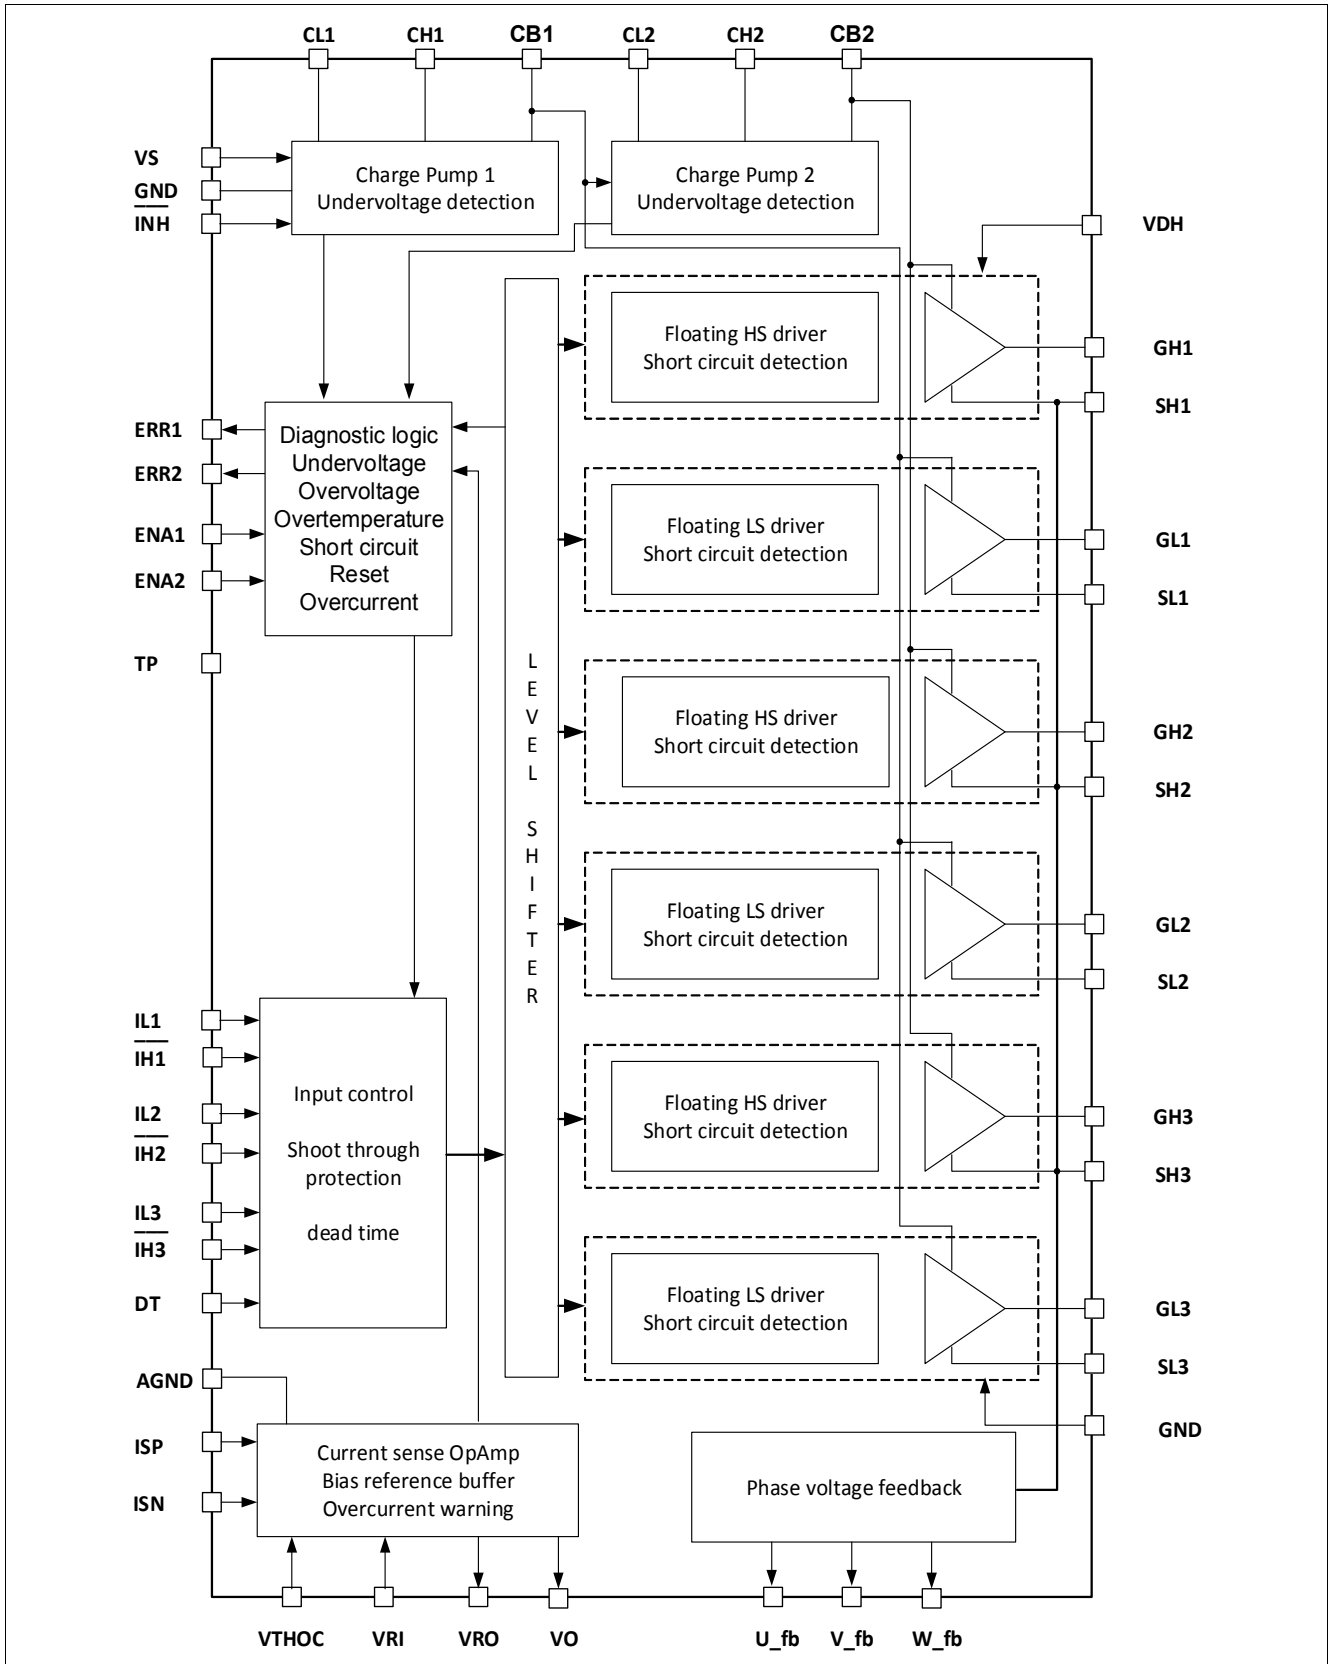 CL1 CH1 CB1 CL2 CH2 CB2
VS
GND
INH
Charge Pump 1
Undervoltage detection
Charge Pump 2
Undervoltage detection
VDH
Floating HS driver
Short circuit detection
GH1
SH1
ERR1
ERR2
ENA1
ENA2
Diagnostic logic
Undervoltage
Overvoltage
Overtemperature
Short circuit
Reset
Overcurrent
Floating LS driver
Short circuit detection
GL1
SL1
TP
LEVEL SHIFTER
Floating HS driver
Short circuit detection
GH2
SH2
Floating LS driver
Short circuit detection
GL2
SL2
IL1
IH1
IL2
IH2
IL3
IH3
DT
Input control
Shoot through
protection
dead time
Floating HS driver
Short circuit detection
GH3
SH3
Floating LS driver
Short circuit detection
GL3
SL3
AGND
ISP
ISN
Current sense OpAmp
Bias reference buffer
Overcurrent warning
Phase voltage feedback
GND
VTHOC VRI VRO VO U_fb V_fb W_fb